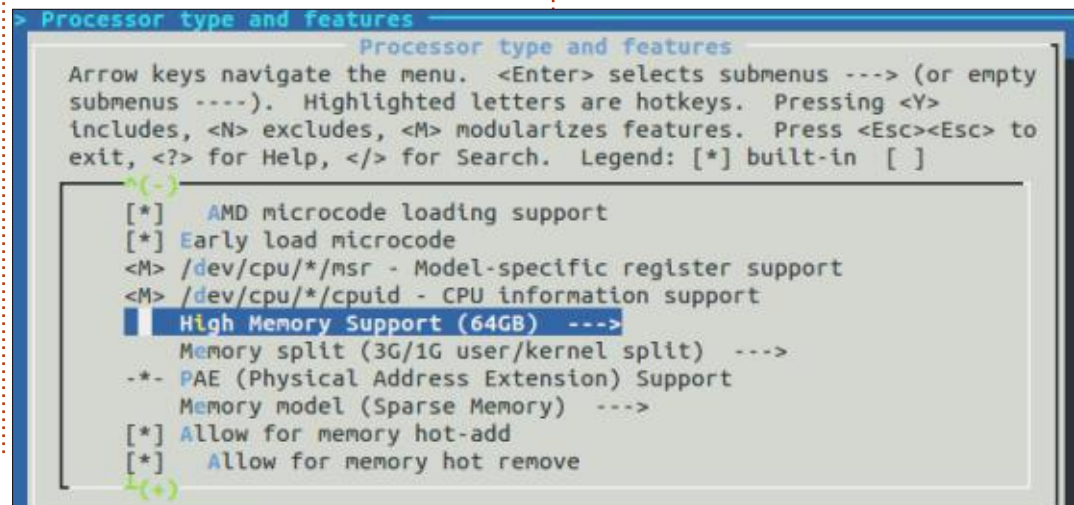 > Processor type and features
Processor type and features
Arrow keys navigate the menu. <Enter> selects submenus ---> (or empty
submenus ----). Highlighted letters are hotkeys. Pressing <Y>
includes, <N> excludes, <M> modularizes features. Press <Esc><Esc> to
exit, <?> for Help, </> for Search. Legend: [*] built-in [ ]
^(-)
[*] AMD microcode loading support
[*] Early load microcode
<M> /dev/cpu/*/msr - Model-specific register support
<M> /dev/cpu/*/cpuid - CPU information support
High Memory Support (64GB) --->
Memory split (3G/1G user/kernel split) --->
-*- PAE (Physical Address Extension) Support
Memory model (Sparse Memory) --->
[*] Allow for memory hot-add
[*] Allow for memory hot remove
┴(+)